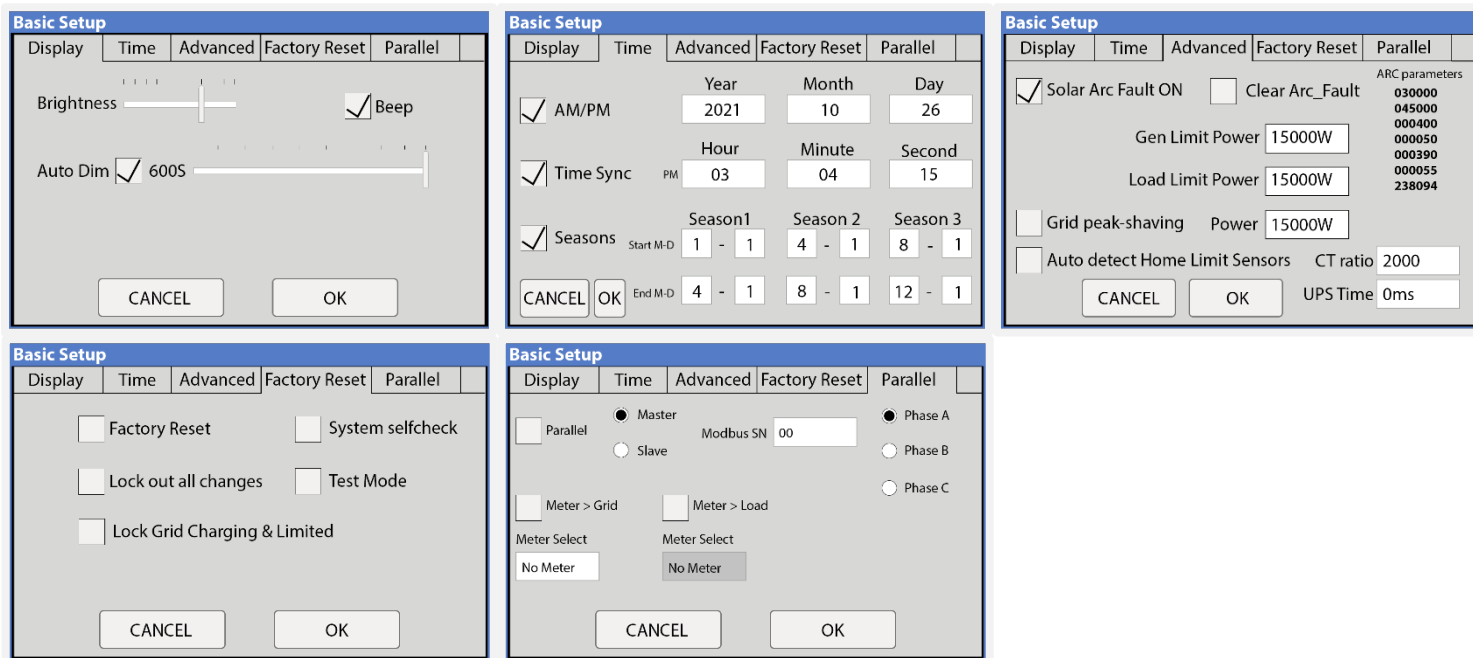 Basic Setup
Display Time Advanced Factory Reset Parallel
Brightness
Beep
Auto Dim 600S
CANCEL OK
Basic Setup
Display Time Advanced Factory Reset Parallel
Year Month Day
AM/PM 2021 10 26
Hour Minute Second
Time Sync PM 03 04 15
Season1 Season 2 Season 3
Seasons Start M-D 1 - 1 4 - 1 8 - 1
CANCEL OK End M-D 4 - 1 8 - 1 12 - 1
Basic Setup
Display Time Advanced Factory Reset Parallel
ARC parameters
Solar Arc Fault ON Clear Arc_Fault
030000
045000
000400
000050
000390
000055
238094
Gen Limit Power 15000W
Load Limit Power 15000W
Grid peak-shaving Power 15000W
Auto detect Home Limit Sensors CT ratio 2000
CANCEL OK UPS Time 0ms
Basic Setup
Display Time Advanced Factory Reset Parallel
Factory Reset System selfcheck
Lock out all changes Test Mode
Lock Grid Charging & Limited
CANCEL OK
Basic Setup
Display Time Advanced Factory Reset Parallel
Parallel Master Modbus SN 00 Phase A
Slave Phase B
Phase C
Meter > Grid Meter > Load
Meter Select Meter Select
No Meter No Meter
CANCEL OK